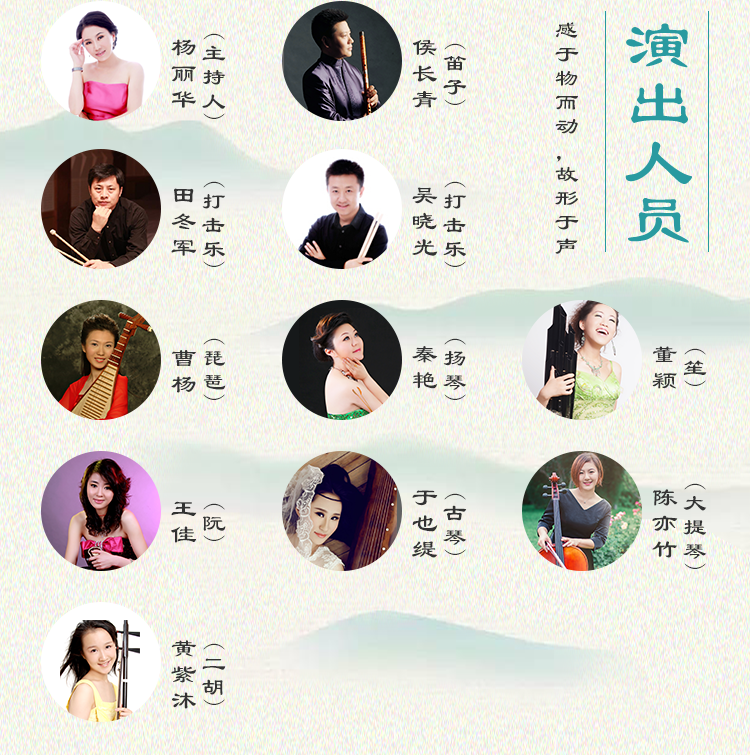 演出人员
感于物而动,故形于声
杨丽华
(主持人)
侯长青
(笛子)
田冬军
(打击乐)
吴晓光
(打击乐)
曹杨
(琵琶)
秦艳
(扬琴)
董颖
(笙)
王佳
(阮)
于也缇
(古琴)
陈亦竹
(大提琴)
黄紫沐
(二胡)